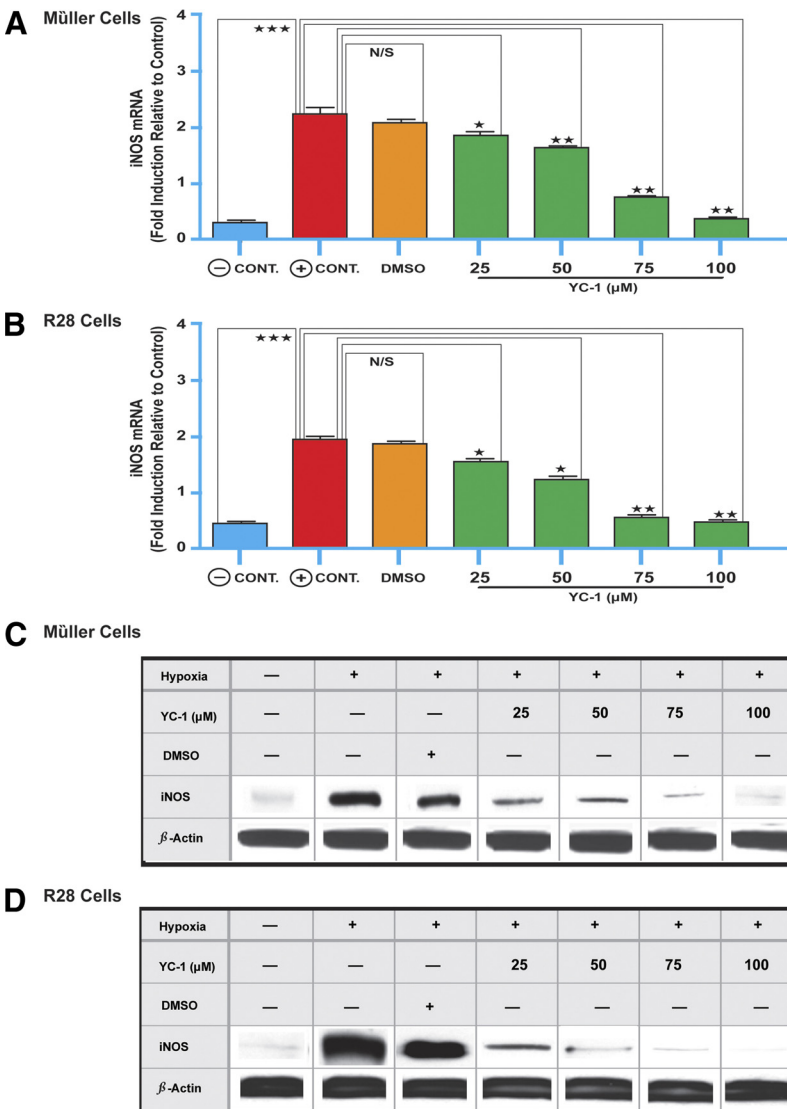 A Mùller Cells
iNOS mRNA
(Fold Induction Relative to Control)
4
3
2
1
0
★★★
N/S
★
★★
★★
★★
− CONT.
+ CONT.
DMSO
25
50
75
100
YC-1 (µM)
B R28 Cells
iNOS mRNA
(Fold Induction Relative to Control)
4
3
2
1
0
★★★
N/S
★
★
★★
★★
− CONT.
+ CONT.
DMSO
25
50
75
100
YC-1 (µM)
C Mùller Cells
Hypoxia — + + + + + +
YC-1 (µM) — — — 25 50 75 100
DMSO — — + — — — —
iNOS
β-Actin
D R28 Cells
Hypoxia — + + + + + +
YC-1 (µM) — — — 25 50 75 100
DMSO — — + — — — —
iNOS
β-Actin